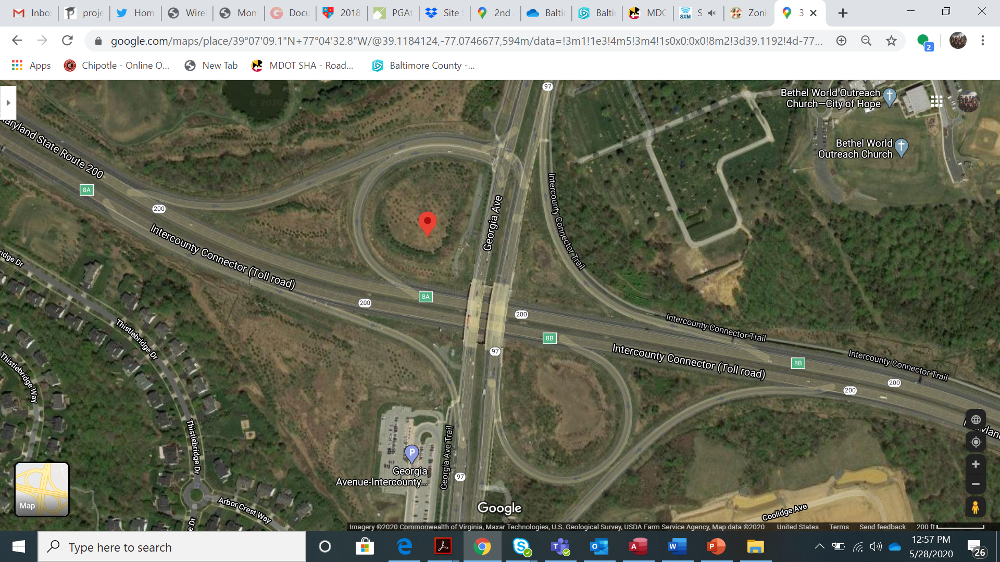 Inbo
proje
Hom
Wire
Mon
Docu
2018
PGAt
Site
2nd
Balti
Balti
MDC
S
Zoni
3
google.com/maps/place/39°07'09.1"N+77°04'32.8"W/@39.1184124,-77.0746677,594m/data=!3m1!1e3!4m5!3m4!1s0x0:0x0!8m2!3d39.1192!4d-77...
2
Apps
Chipotle - Online O...
New Tab
MDOT SHA - Road...
Baltimore County -...
97
Bethel World Outreach
Church—City of Hope
Bethel World
Outreach Church
Maryland State Route 200
8A
200
Intercounty Connector (Toll road)
Georgia Ave
Intercounty Connector Trail
8A
200
200
8B
97
Intercounty Connector Trail
Intercounty Connector (Toll road)
8B
Intercounty Connector Trail
200
200
ridge Dr
Thistlebridge Dr
Thistlebridge Way
Thistlebridge Dr
e Dr
Arbor Crest Way
P
Georgia
Avenue-Intercounty...
Georgia Ave Trail
97
Coolidge Ave
Map
Google
Imagery ©2020 Commonwealth of Virginia, Maxar Technologies, U.S. Geological Survey, USDA Farm Service Agency, Map data ©2020 United States Terms Send feedback 200 ft
Type here to search
12:57 PM
5/28/2020
26